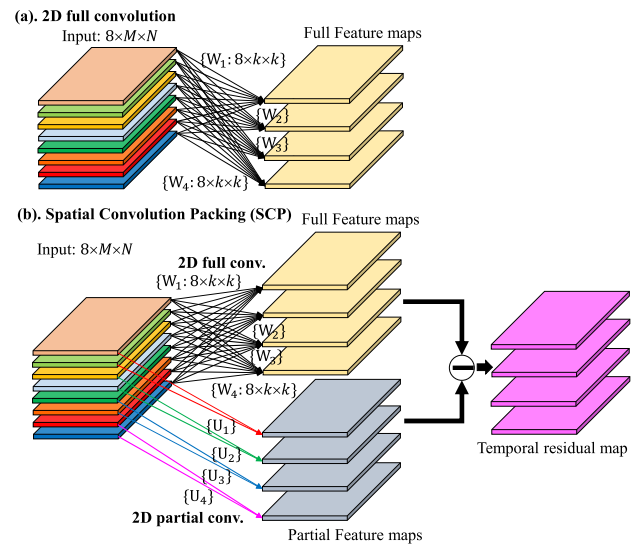 (a). 2D full convolution
Input: 8×M×N
Full Feature maps
{W₁: 8×k×k}
{W₂}
{W₃}
{W₄: 8×k×k}
(b). Spatial Convolution Packing (SCP)
Full Feature maps
Input: 8×M×N
2D full conv.
{W₁: 8×k×k}
{W₂}
{W₃}
{W₄: 8×k×k}
{U₁}
{U₂}
{U₃}
{U₄}
2D partial conv.
Temporal residual map
Partial Feature maps